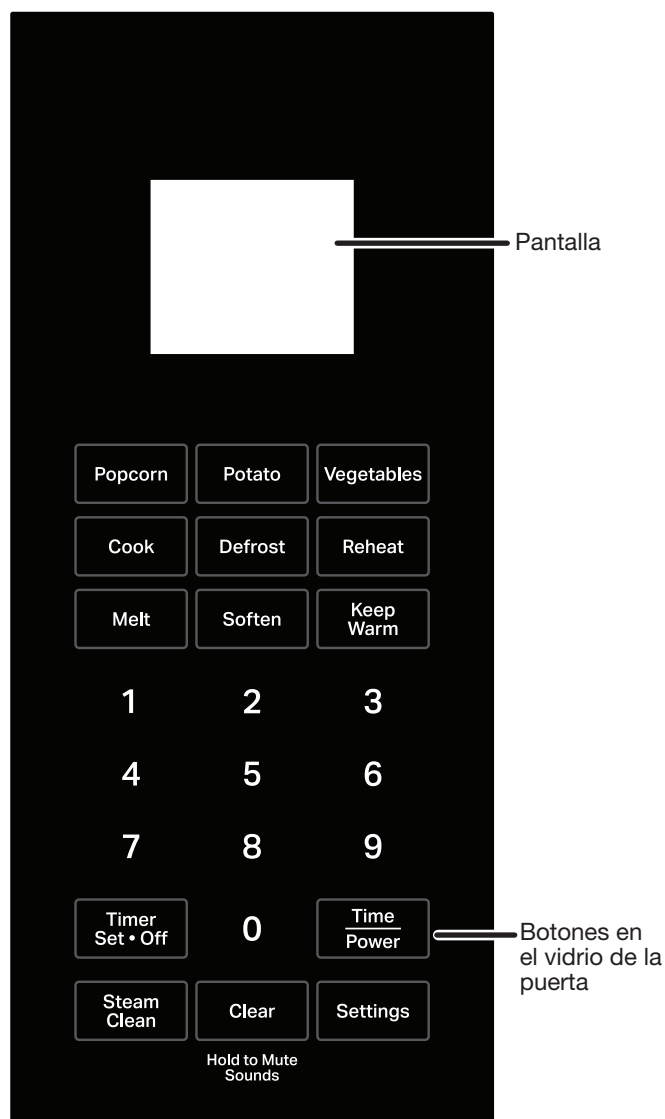 Pantalla
Popcorn Potato Vegetables
Cook Defrost Reheat
Melt Soften Keep
Warm
1 2 3
4 5 6
7 8 9
Timer
Set • Off
0
Time
Power
Botones en
el vidrio de la
puerta
Steam
Clean
Clear
Settings
Hold to Mute
Sounds